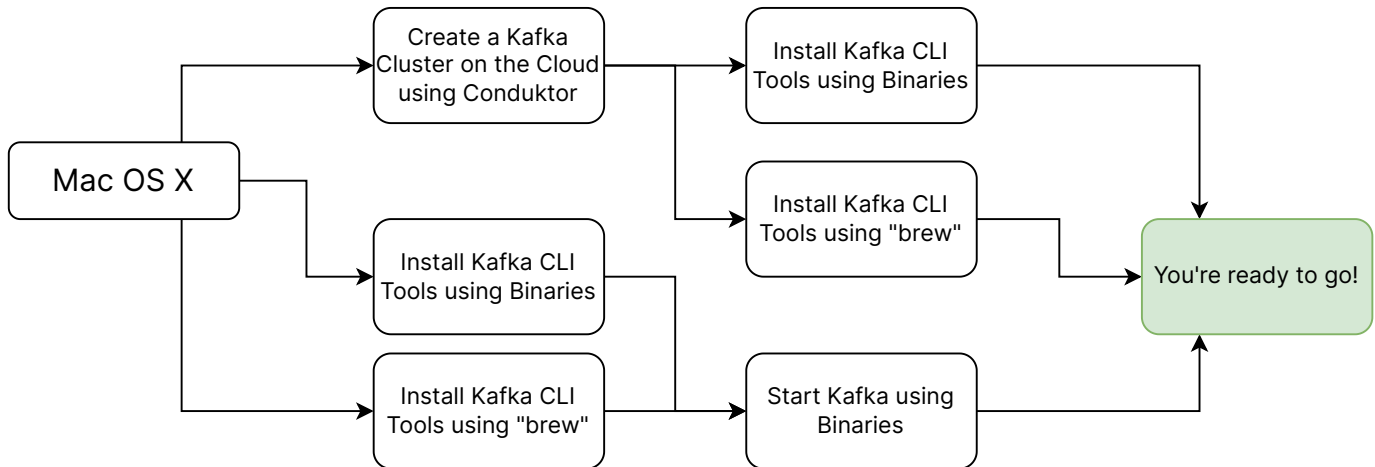 Create a Kafka
Cluster on the Cloud
using Conduktor
Install Kafka CLI
Tools using Binaries
Mac OS X
Install Kafka CLI
Tools using "brew"
Install Kafka CLI
Tools using Binaries
You're ready to go!
Install Kafka CLI
Tools using "brew"
Start Kafka using
Binaries